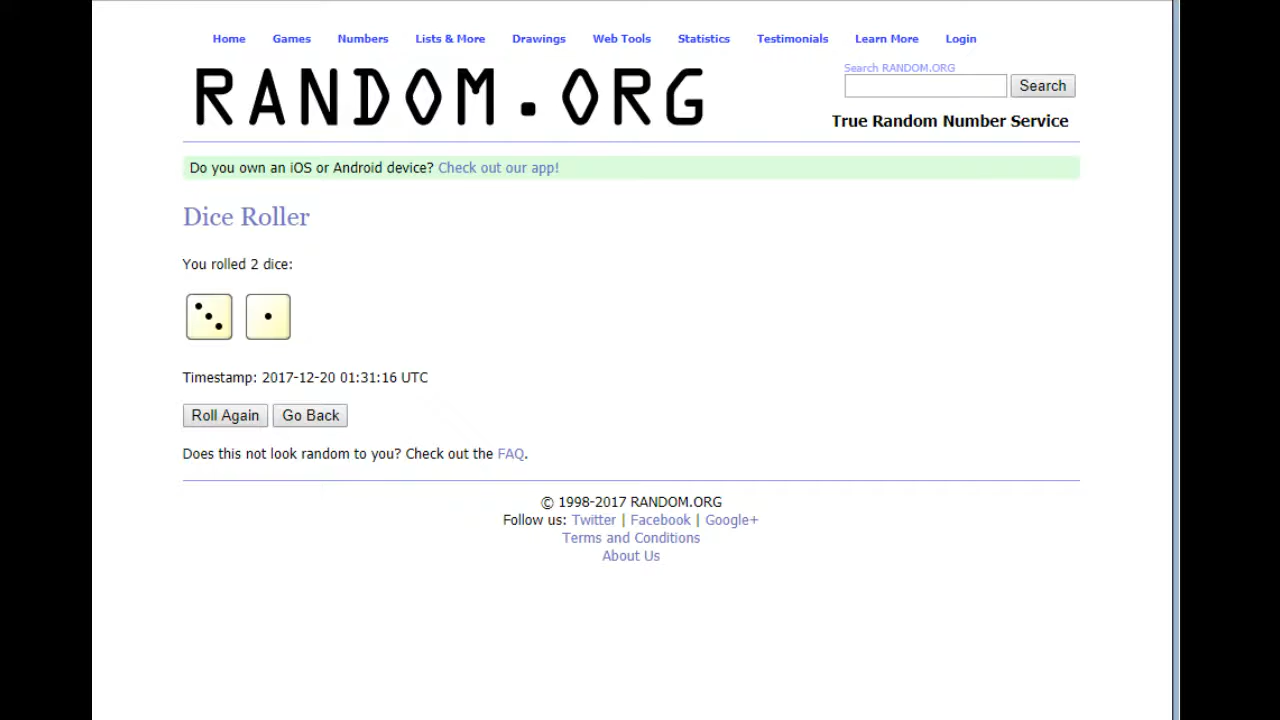 Home Games Numbers Lists & More Drawings Web Tools Statistics Testimonials Learn More Login
RANDOM.ORG
Search RANDOM.ORG
Search
True Random Number Service
Do you own an iOS or Android device? Check out our app!
Dice Roller
You rolled 2 dice:
Timestamp: 2017-12-20 01:31:16 UTC
Roll Again Go Back
Does this not look random to you? Check out the FAQ.
© 1998-2017 RANDOM.ORG
Follow us: Twitter | Facebook | Google+
Terms and Conditions
About Us